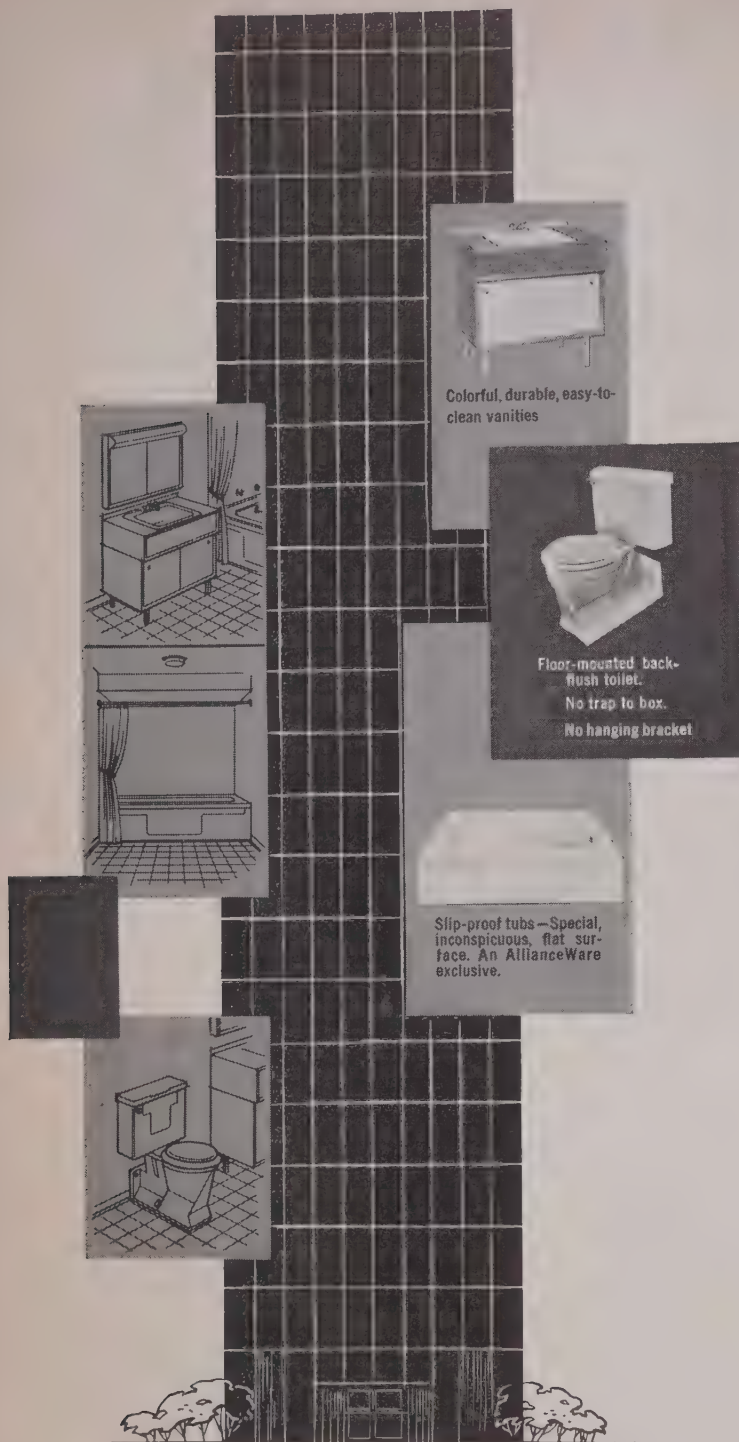 Colorful, durable, easy-to-
clean vanities
Floor-mounted back-
flush toilet.
No trap to box.
No hanging bracket
Slip-proof tubs—Special,
inconspicuous, flat sur-
face. An AllianceWare
exclusive.